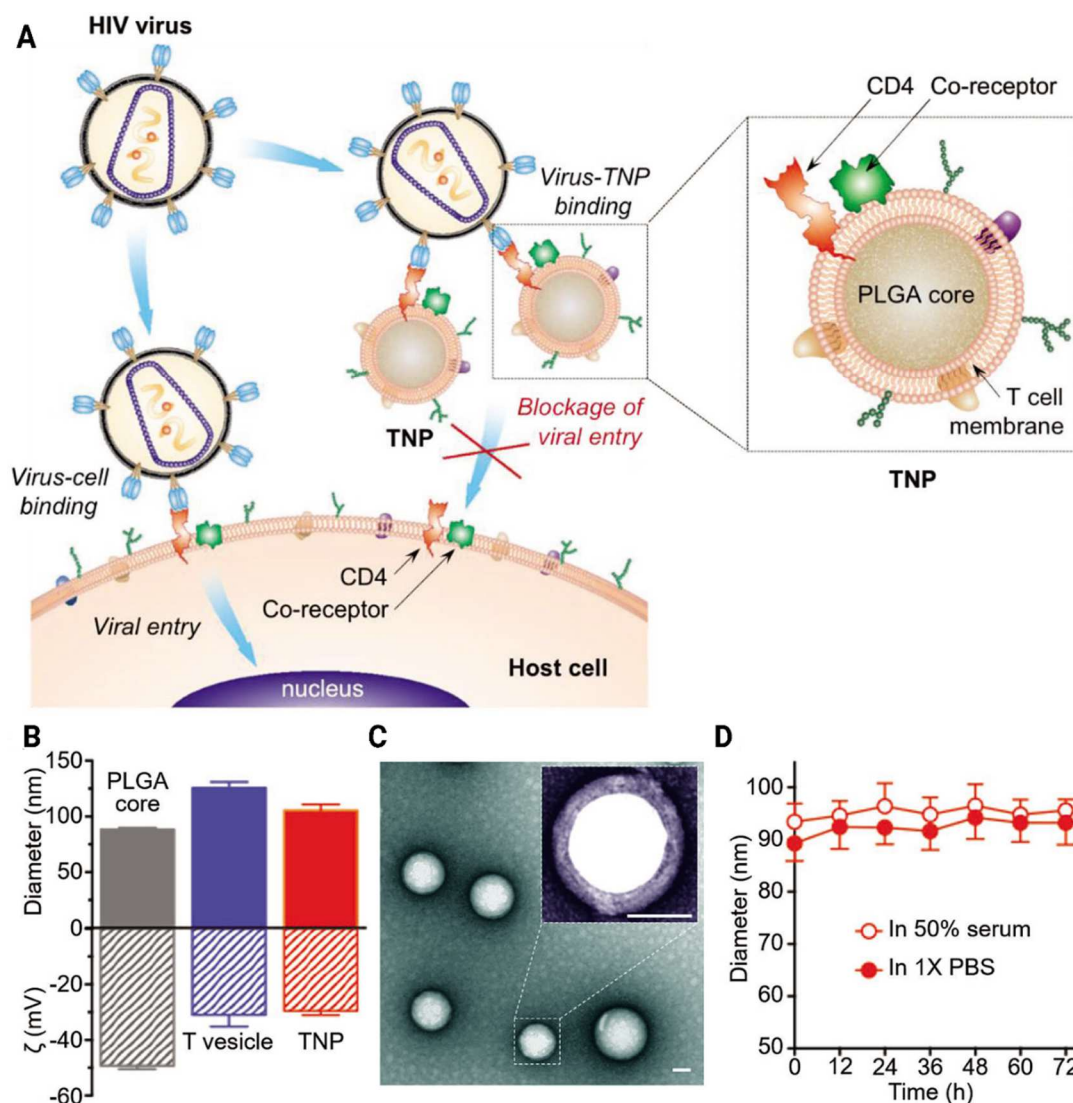 A
HIV virus
CD4 Co-receptor
Virus-TNP
binding
PLGA core
T cell
membrane
TNP
TNP
Blockage of
viral entry
Virus-cell
binding
CD4
Co-receptor
Viral entry
Host cell
nucleus
B
Diameter (nm)
ζ (mV)
150
100
50
0
-20
-40
-60
PLGA
core
T vesicle
TNP
C
D
Diameter (nm)
100
90
80
70
60
50
In 50% serum
In 1X PBS
0 12 24 36 48 60 72
Time (h)